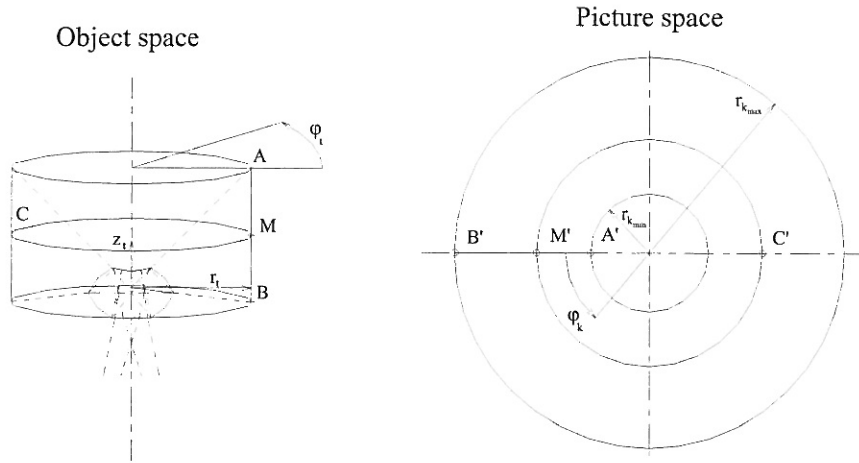 Object space
Picture space
φt
A
C
M
zt
rt
B
rkmax
rkmin
B' M' A' C'
φk